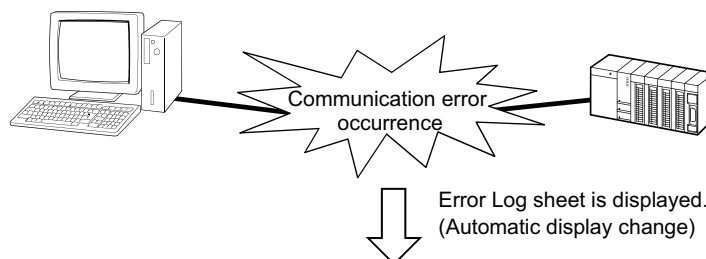 Communication error
occurrence
Error Log sheet is displayed.
(Automatic display change)